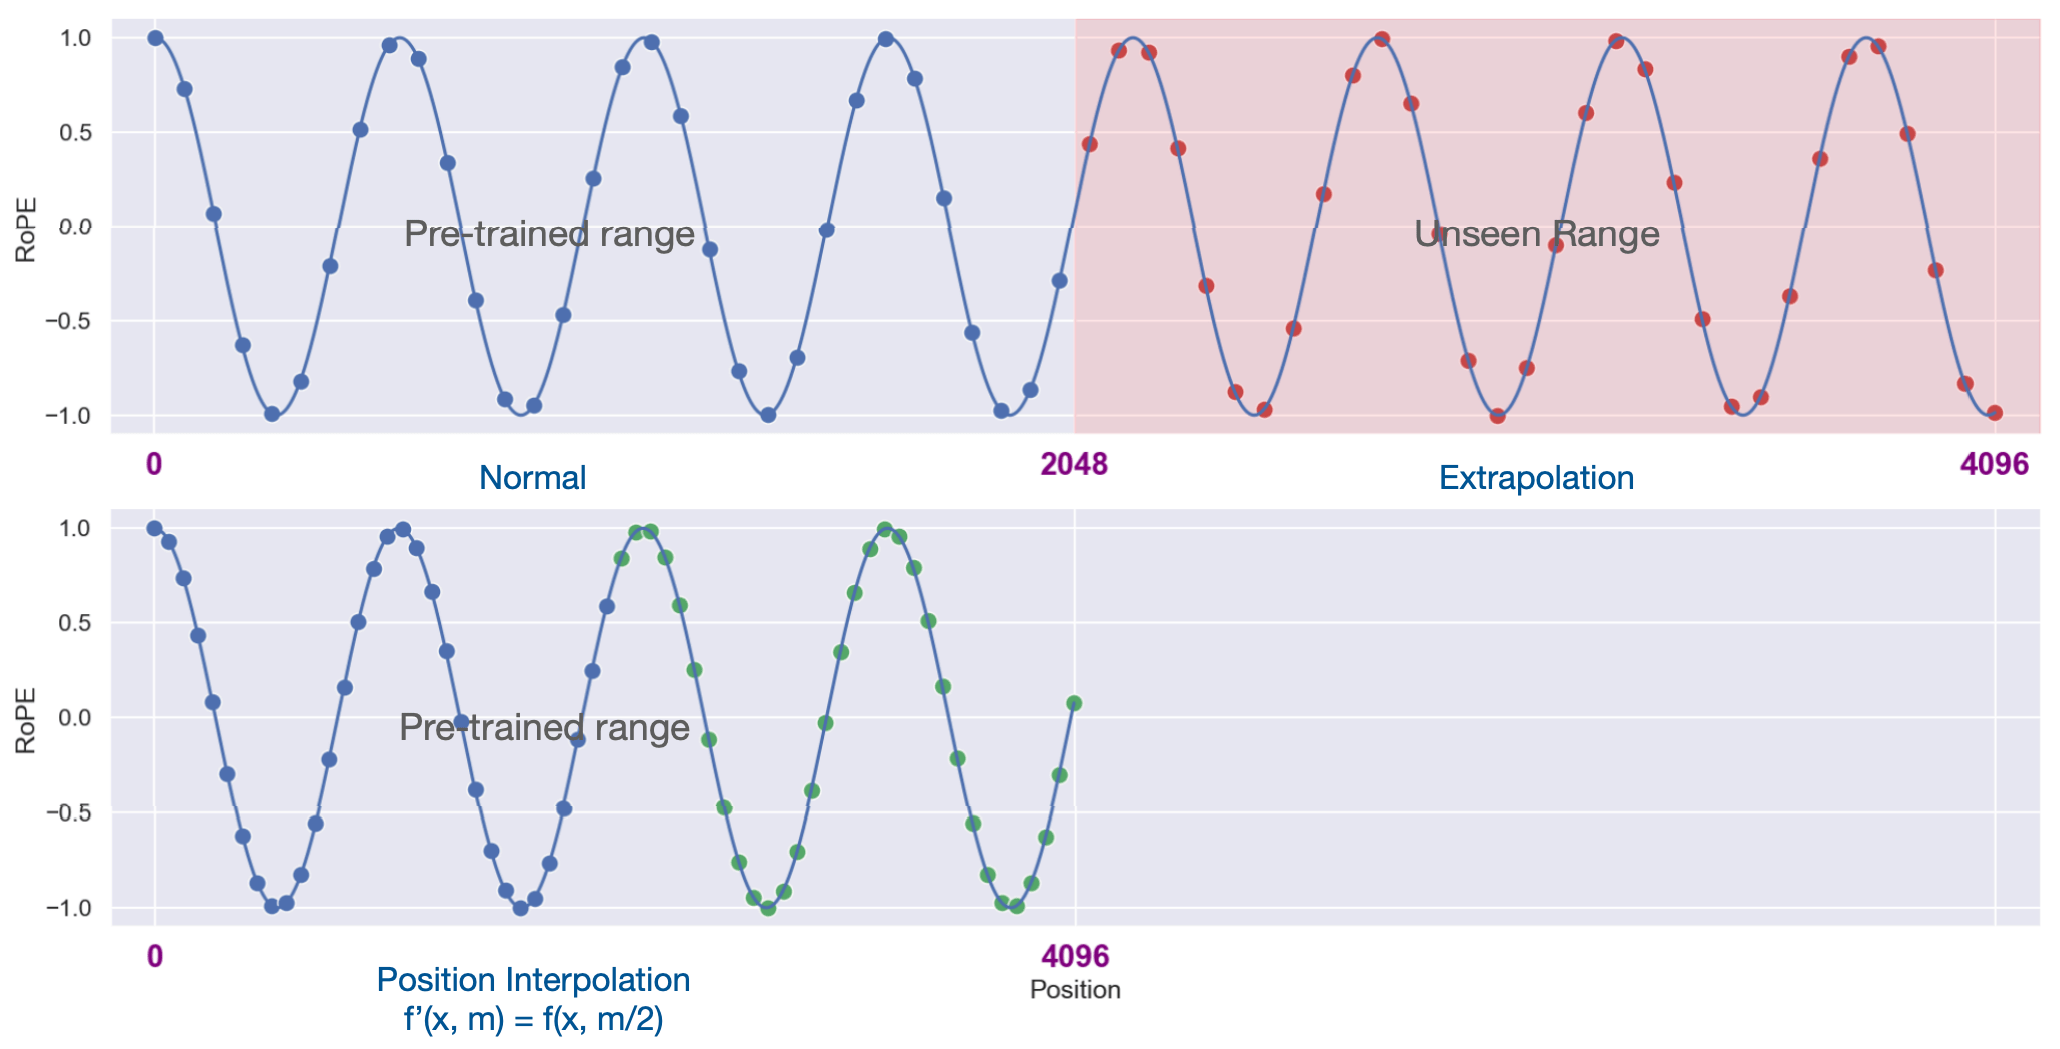 1.0
0.5
0.0
−0.5
−1.0
RoPE
Pre-trained range
Unseen Range
0
2048
4096
Normal
Extrapolation
1.0
0.5
0.0
−0.5
−1.0
RoPE
Pre-trained range
0
4096
Position Interpolation
Position
f’(x, m) = f(x, m/2)